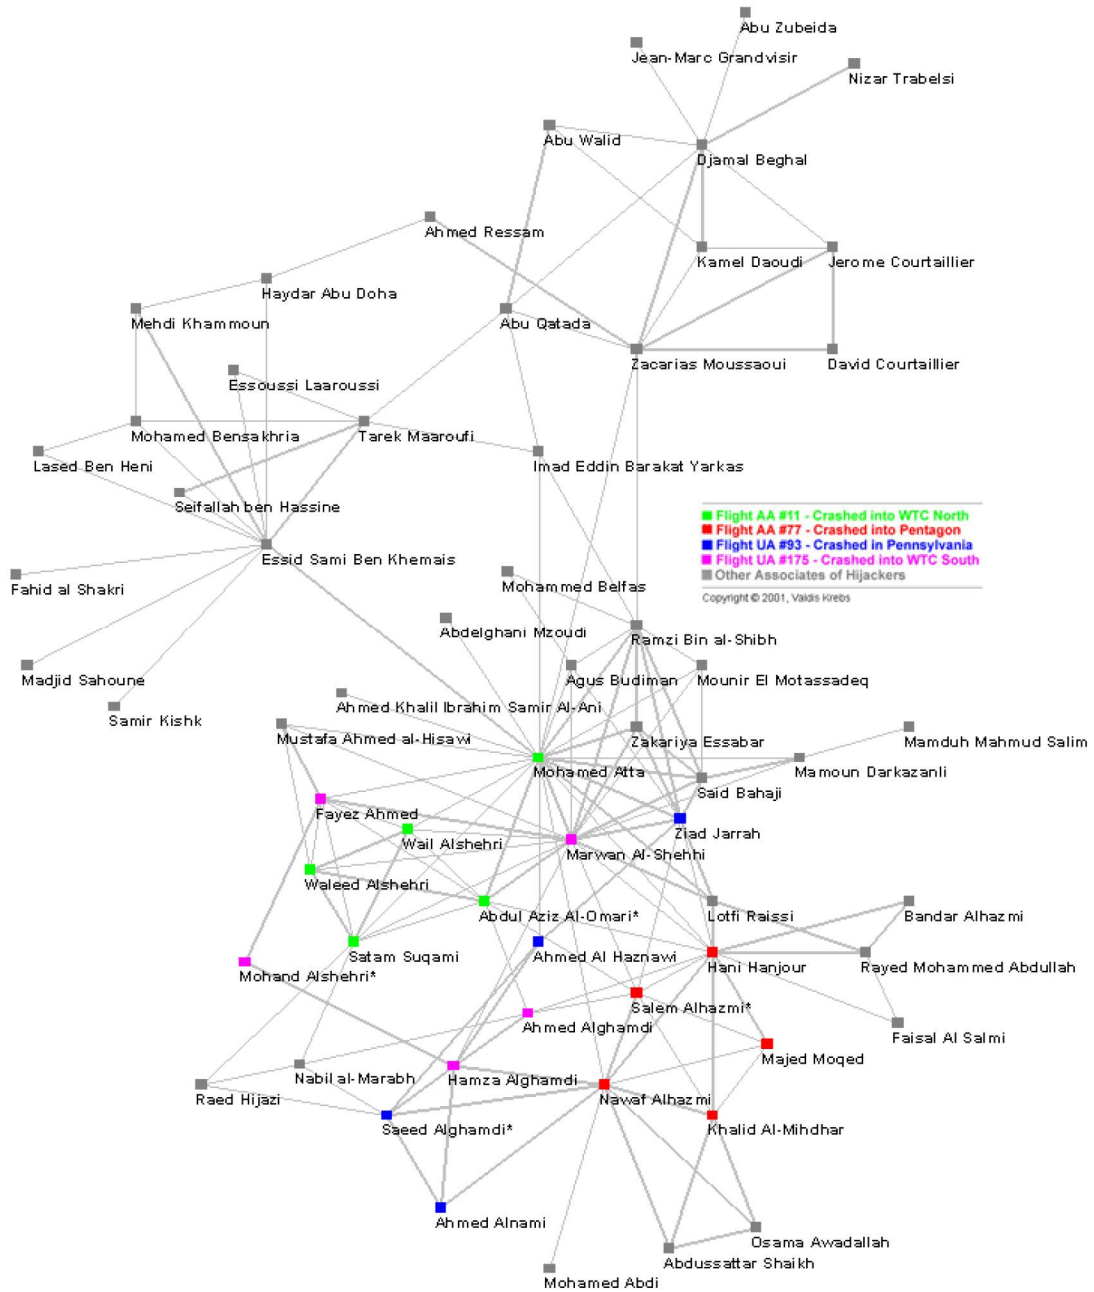 Abu Zubeida
Jean-Marc Grandvisir
Nizar Trabelsi
Abu Walid
Djamal Beghal
Ahmed Ressam
Kamel Daoudi
Jerome Courtaillier
Haydar Abu Doha
Mehdi Khammoun
Abu Qatada
Zacarias Moussaoui
David Courtaillier
Essoussi Laaroussi
Mohamed Bensakhria
Tarek Maaroufi
Lased Ben Heni
Imad Eddin Barakat Yarkas
Seifallah ben Hassine
Flight AA #11 - Crashed into WTC North
Flight AA #77 - Crashed into Pentagon
Flight UA #93 - Crashed in Pennsylvania
Flight UA #175 - Crashed into WTC South
Other Associates of Hijackers
Copyright © 2001, Valdis Krebs
Essid Sami Ben Khemais
Fahid al Shakri
Mohammed Belfas
Abdelghani Mzoudi
Ramzi Bin al-Shibh
Madjid Sahoune
Agus Budiman
Mounir El Motassadeq
Samir Kishk
Ahmed Khalil Ibrahim Samir Al-Ani
Mustafa Ahmed al-Hisawi
Zakariya Essabar
Mamduh Mahmud Salim
Mohamed Atta
Mamoun Darkazanli
Said Bahaji
Fayez Ahmed
Ziad Jarrah
Wail Alshehri
Marwan Al-Shehhi
Waleed Alshehri
Abdul Aziz Al-Omari*
Lotfi Raissi
Bandar Alhazmi
Satam Suqami
Ahmed Al Haznawi
Hani Hanjour
Rayed Mohammed Abdullah
Mohand Alshehri*
Salem Alhazmi*
Ahmed Alghamdi
Faisal Al Salmi
Majed Moqed
Nabil al-Marabh
Hamza Alghamdi
Raed Hijazi
Nawaf Alhazmi
Saeed Alghamdi*
Khalid Al-Mihdhar
Ahmed Alnami
Osama Awadallah
Abdussattar Shaikh
Mohamed Abdi